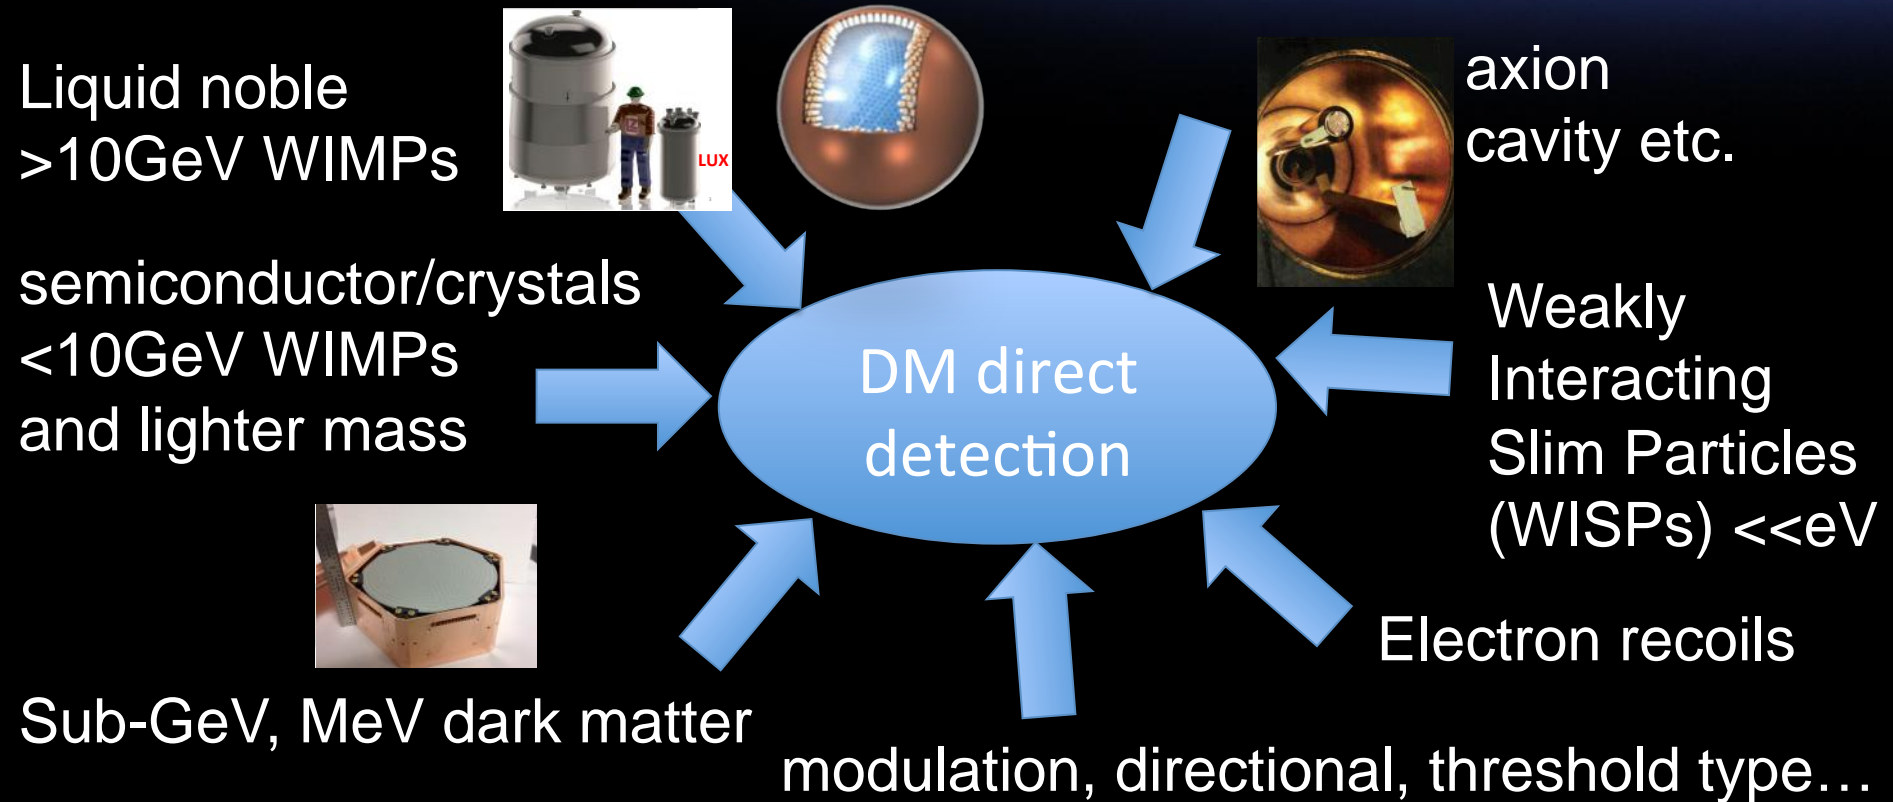 Liquid noble
>10GeV WIMPs
LUX
axion
cavity etc.
semiconductor/crystals
<10GeV WIMPs
and lighter mass
DM direct
detection
Weakly
Interacting
Slim Particles
(WISPs) <<eV
Electron recoils
Sub-GeV, MeV dark matter
modulation, directional, threshold type…